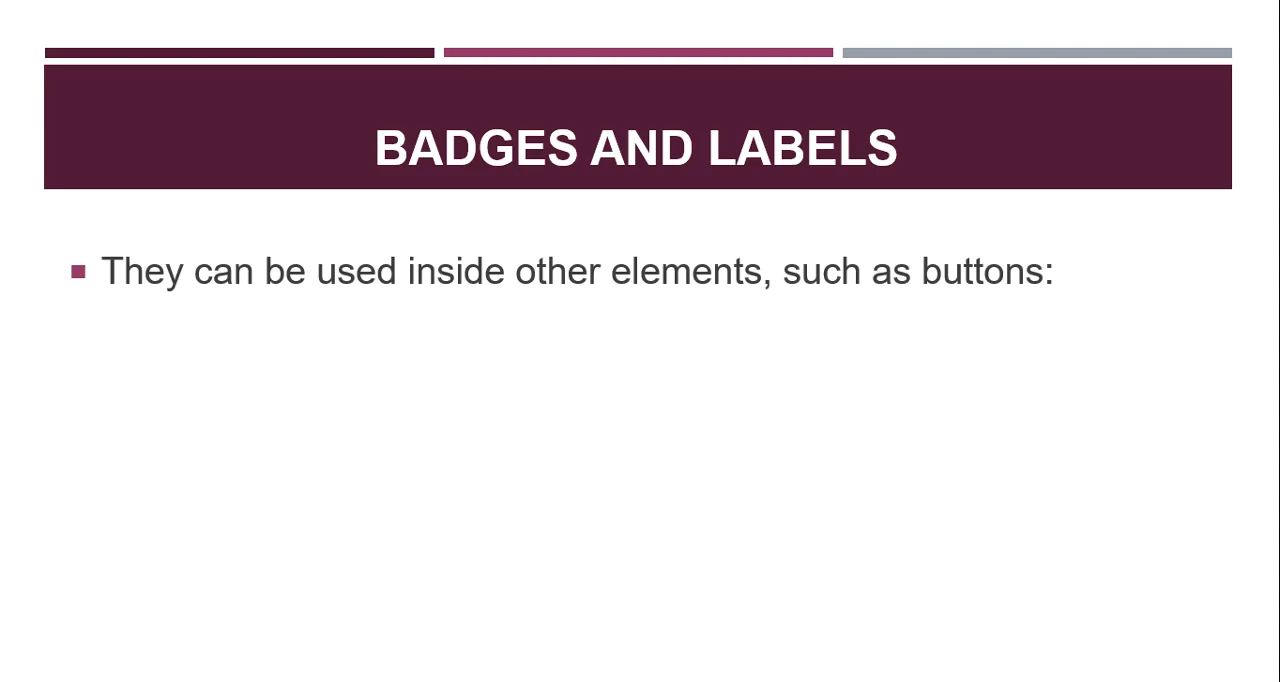 BADGES AND LABELS
They can be used inside other elements, such as buttons: